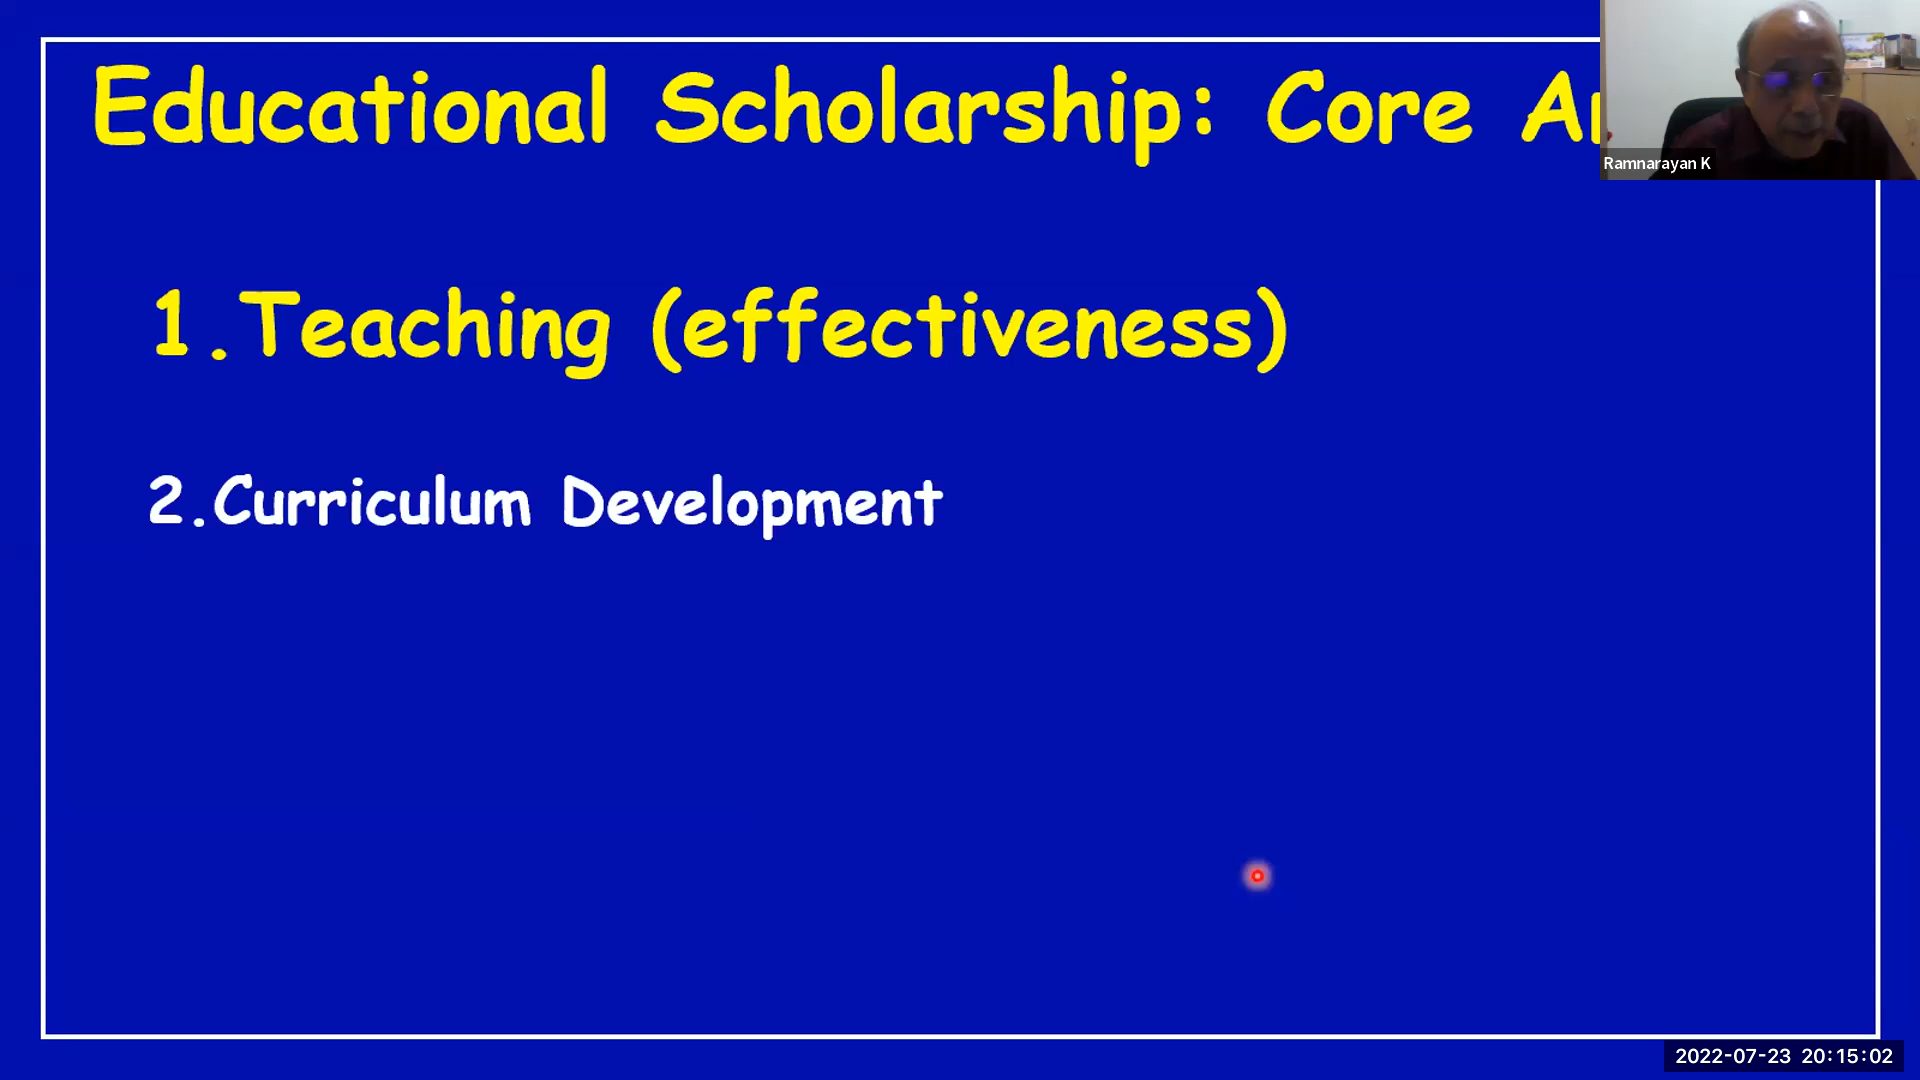 Educational Scholarship: Core
Ramnarayan K
1.Teaching (effectiveness)
2.Curriculum Development
2022-07-23 20:15:02